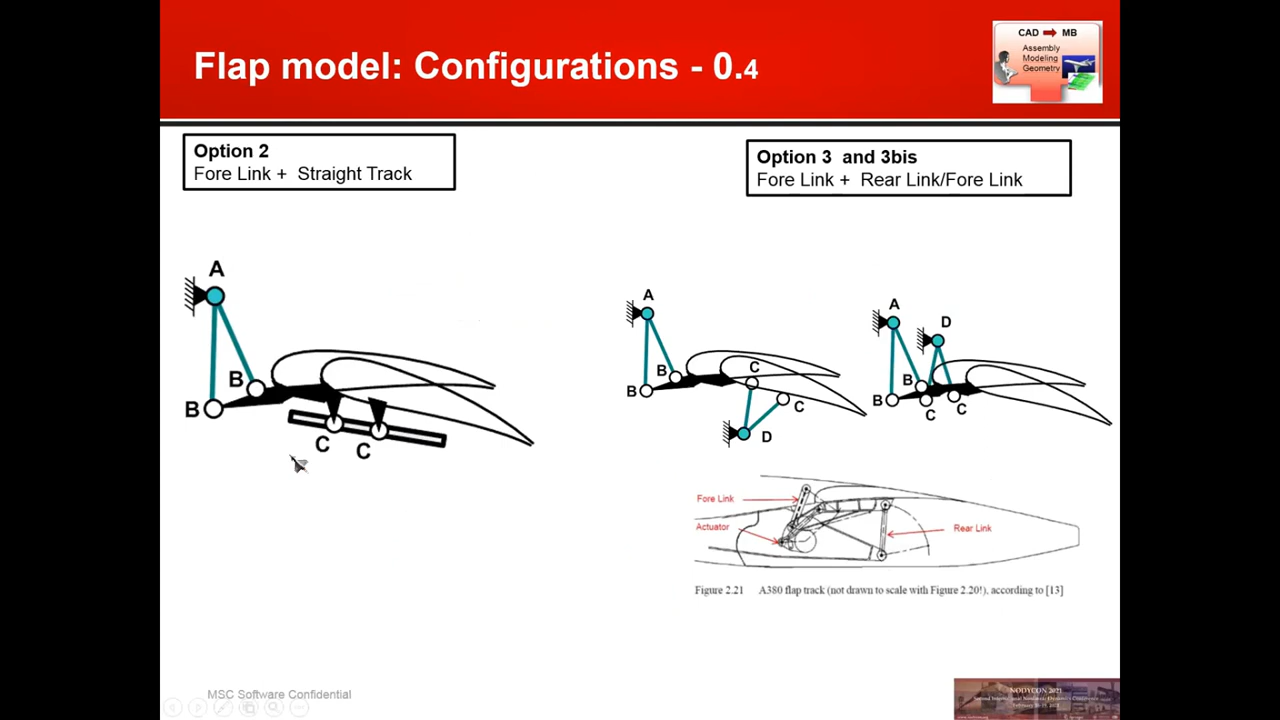 Flap model: Configurations - 0.4
CAD MB
Assembly
Modeling
Geometry
Option 2
Fore Link + Straight Track
Option 3 and 3bis
Fore Link + Rear Link/Fore Link
A
B
B
C
C
A
B
B
C
C
D
A
D
B
B
C
C
Fore Link
Actuator
Rear Link
Figure 2.21 A380 flap track (not drawn to scale with Figure 2.20!), according to [13]
MSC Software Confidential
NODYCON 2021